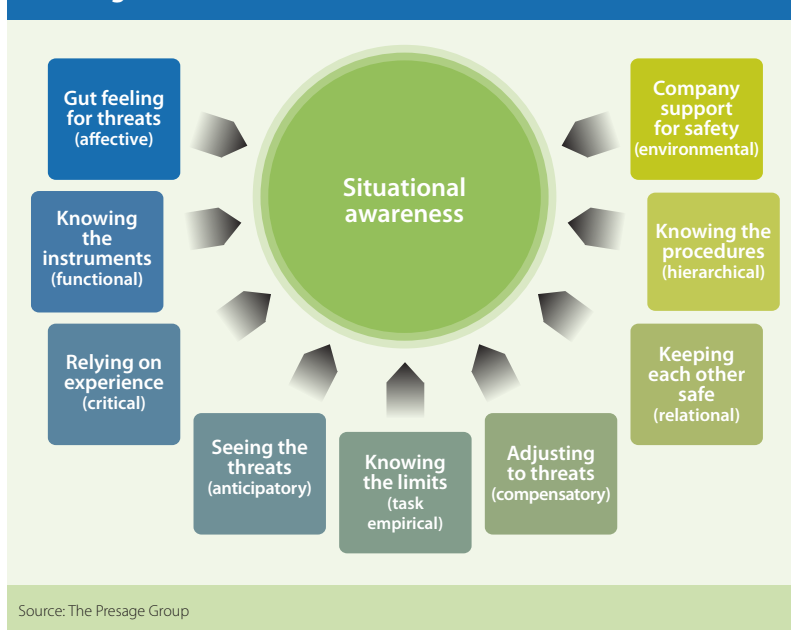 Gut feeling
for threats
(affective)
Knowing
the
instruments
(functional)
Relying on
experience
(critical)
Seeing the
threats
(anticipatory)
Knowing
the limits
(task
empirical)
Adjusting
to threats
(compensatory)
Keeping
each other
safe
(relational)
Knowing the
procedures
(hierarchical)
Company
support
for safety
(environmental)
Situational
awareness
Source: The Presage Group